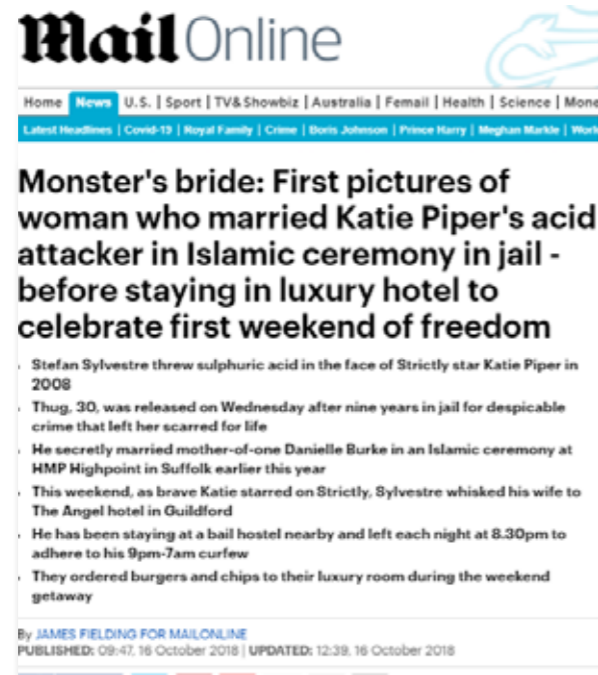 Mail Online
Home News U.S. | Sport | TV&Showbiz | Australia | Femail | Health | Science | Mone
Latest Headlines | Covid-19 | Royal Family | Crime | Boris Johnson | Prince Harry | Meghan Markle | Worl
Monster's bride: First pictures of
woman who married Katie Piper's acid
attacker in Islamic ceremony in jail -
before staying in luxury hotel to
celebrate first weekend of freedom
Stefan Sylvestre threw sulphuric acid in the face of Strictly star Katie Piper in
2008
Thug, 30, was released on Wednesday after nine years in jail for despicable
crime that left her scarred for life
He secretly married mother-of-one Danielle Burke in an Islamic ceremony at
HMP Highpoint in Suffolk earlier this year
This weekend, as brave Katie starred on Strictly, Sylvestre whisked his wife to
The Angel hotel in Guildford
He has been staying at a bail hostel nearby and left each night at 8.30pm to
adhere to his 9pm-7am curfew
They ordered burgers and chips to their luxury room during the weekend
getaway
By JAMES FIELDING FOR MAILONLINE
PUBLISHED: 09:47, 16 October 2018 | UPDATED: 12:39, 16 October 2018